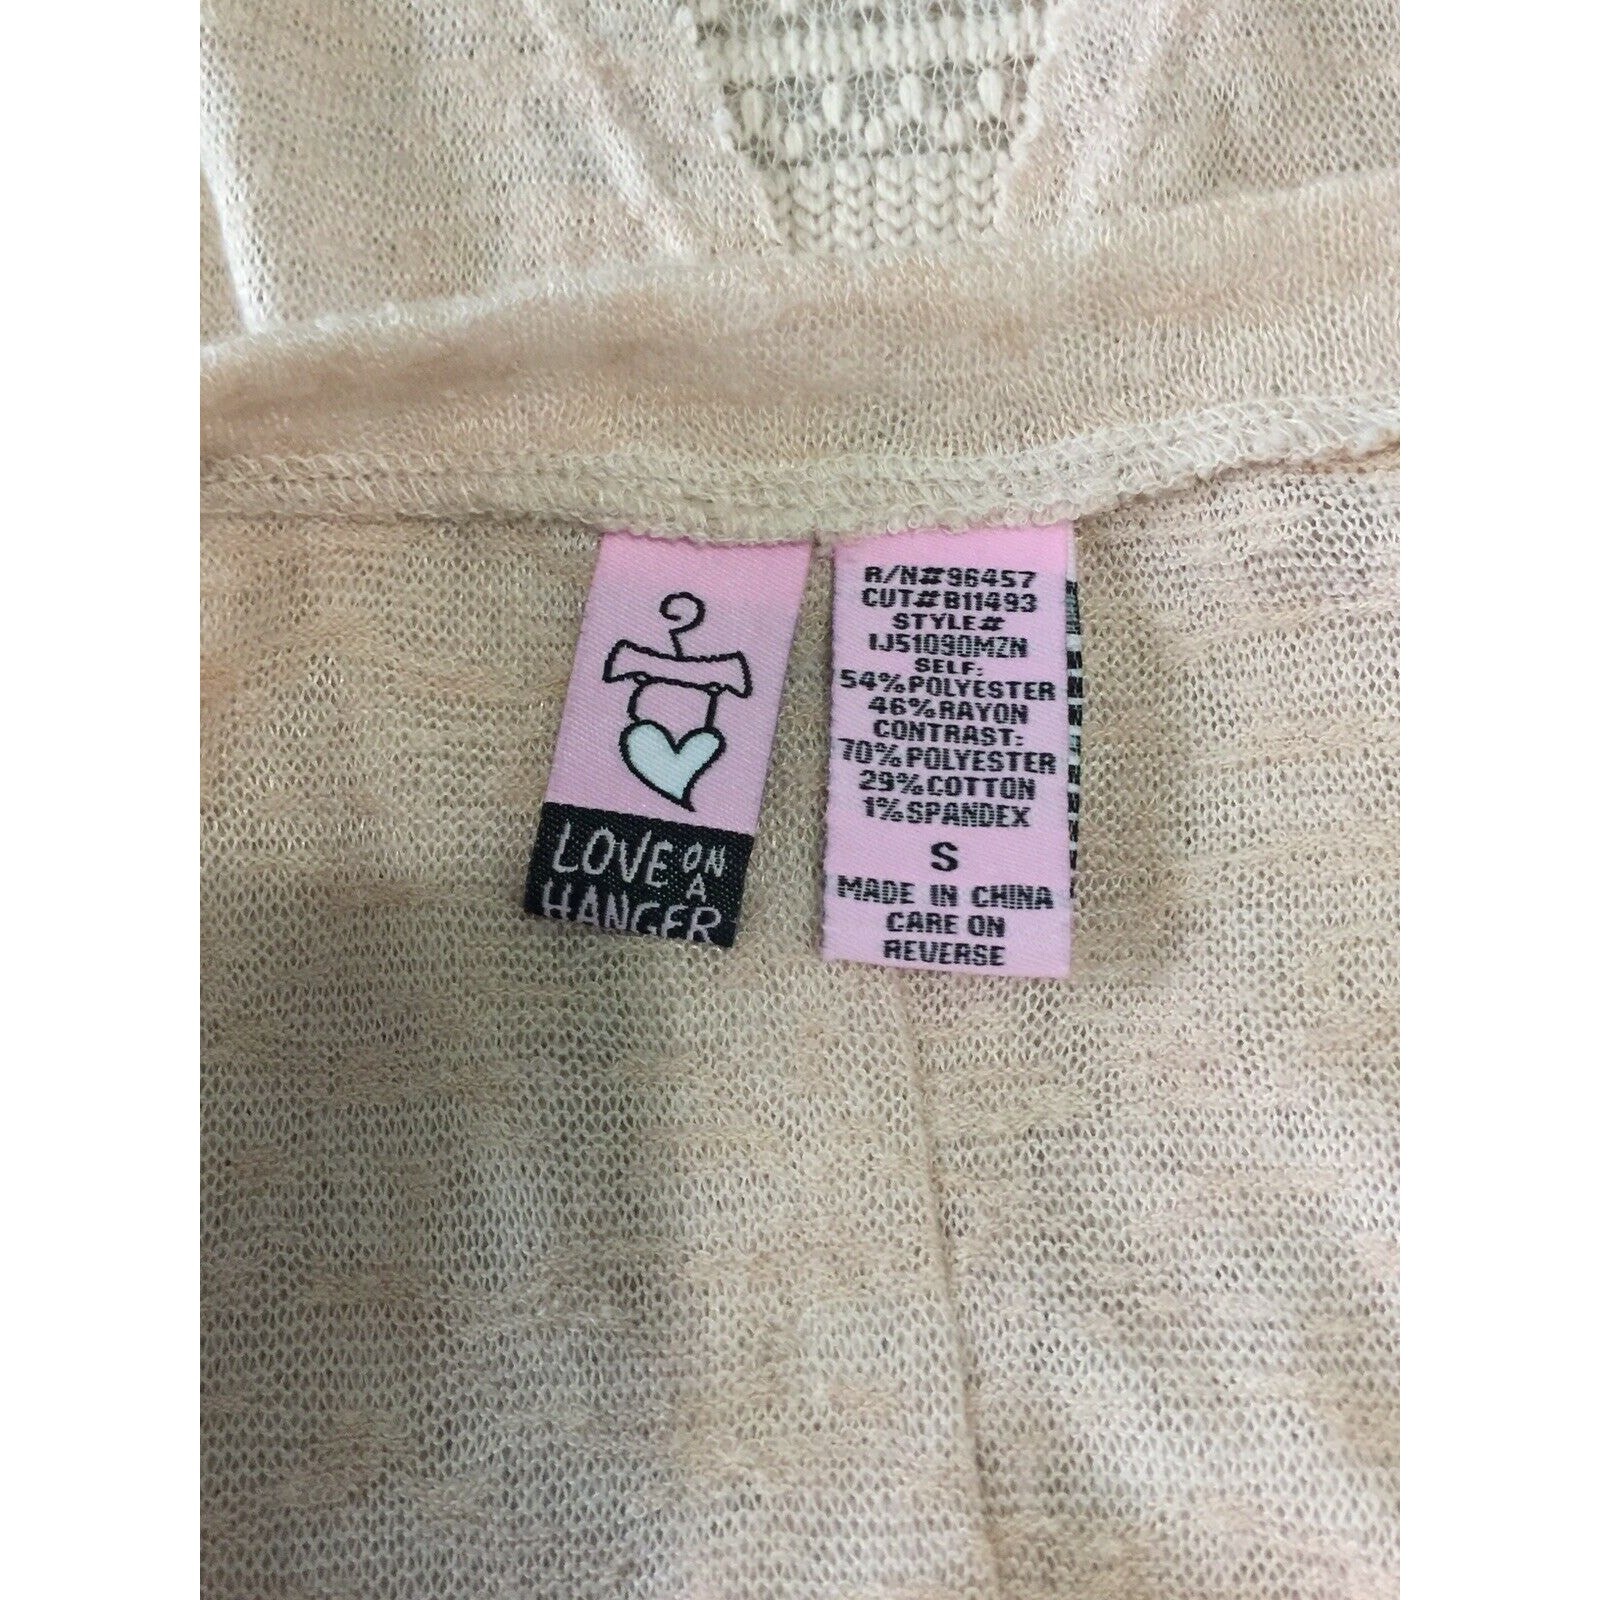 LOVE ON
A
HANGER
R/N#96457
CUT#B11493
STYLE#
IJ51090MZN
SELF:
54%POLYESTER
46%RAYON
CONTRAST:
70%POLYESTER
29%COTTON
1%SPANDEX
S
MADE IN CHINA
CARE ON
REVERSE